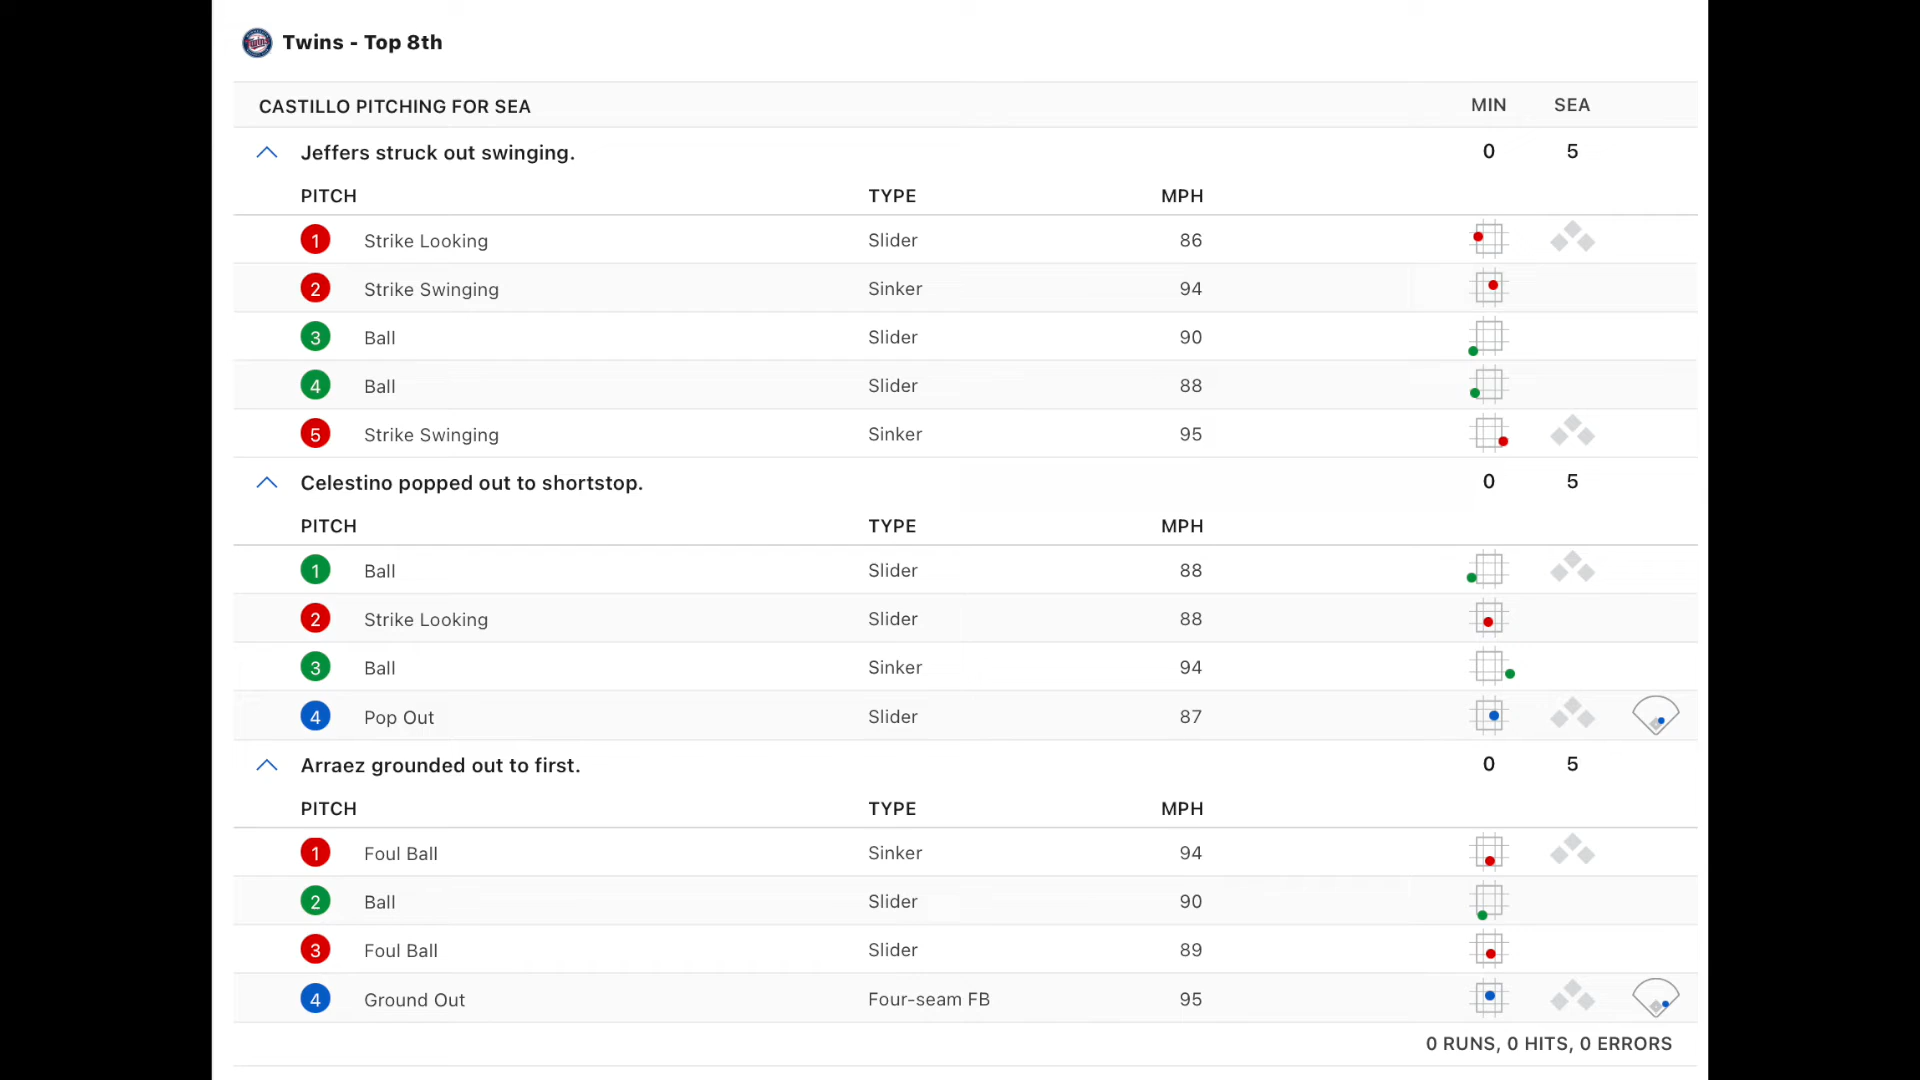 Twins - Top 8th
CASTILLO PITCHING FOR SEA MIN SEA
Jeffers struck out swinging. 0 5
PITCH TYPE MPH
1 Strike Looking Slider 86
2 Strike Swinging Sinker 94
3 Ball Slider 90
4 Ball Slider 88
5 Strike Swinging Sinker 95
Celestino popped out to shortstop. 0 5
PITCH TYPE MPH
1 Ball Slider 88
2 Strike Looking Slider 88
3 Ball Sinker 94
4 Pop Out Slider 87
Arraez grounded out to first. 0 5
PITCH TYPE MPH
1 Foul Ball Sinker 94
2 Ball Slider 90
3 Foul Ball Slider 89
4 Ground Out Four-seam FB 95
0 RUNS, 0 HITS, 0 ERRORS